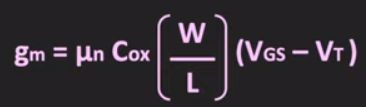 gm = μn Cox (W/L) (VGS – VT)